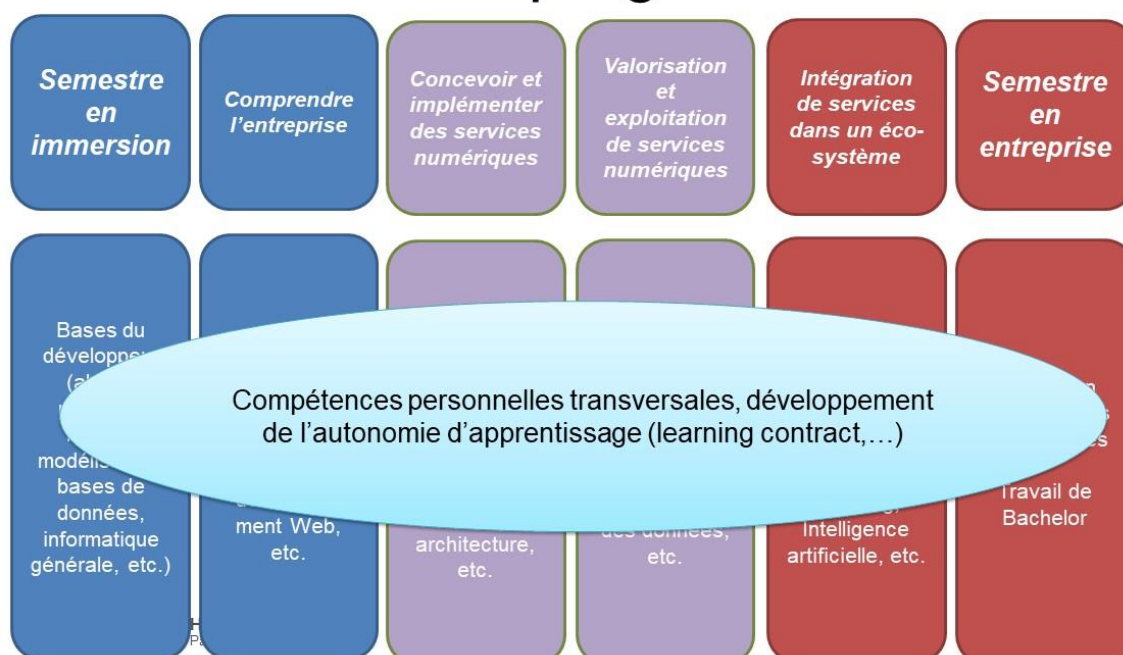 Semestre
en
immersion
Comprendre
l’entreprise
Concevoir et
implémenter
des services
numériques
Valorisation
et
exploitation
de services
numériques
Intégration
de services
dans un éco-
système
Semestre
en
entreprise
Bases du
bases de
données,
informatique
générale, etc.)
ment Web,
etc.
architecture,
etc.
des données,
etc.
Intelligence
artificielle, etc.
Travail de
Bachelor
Compétences personnelles transversales, développement
de l’autonomie d’apprentissage (learning contract,…)